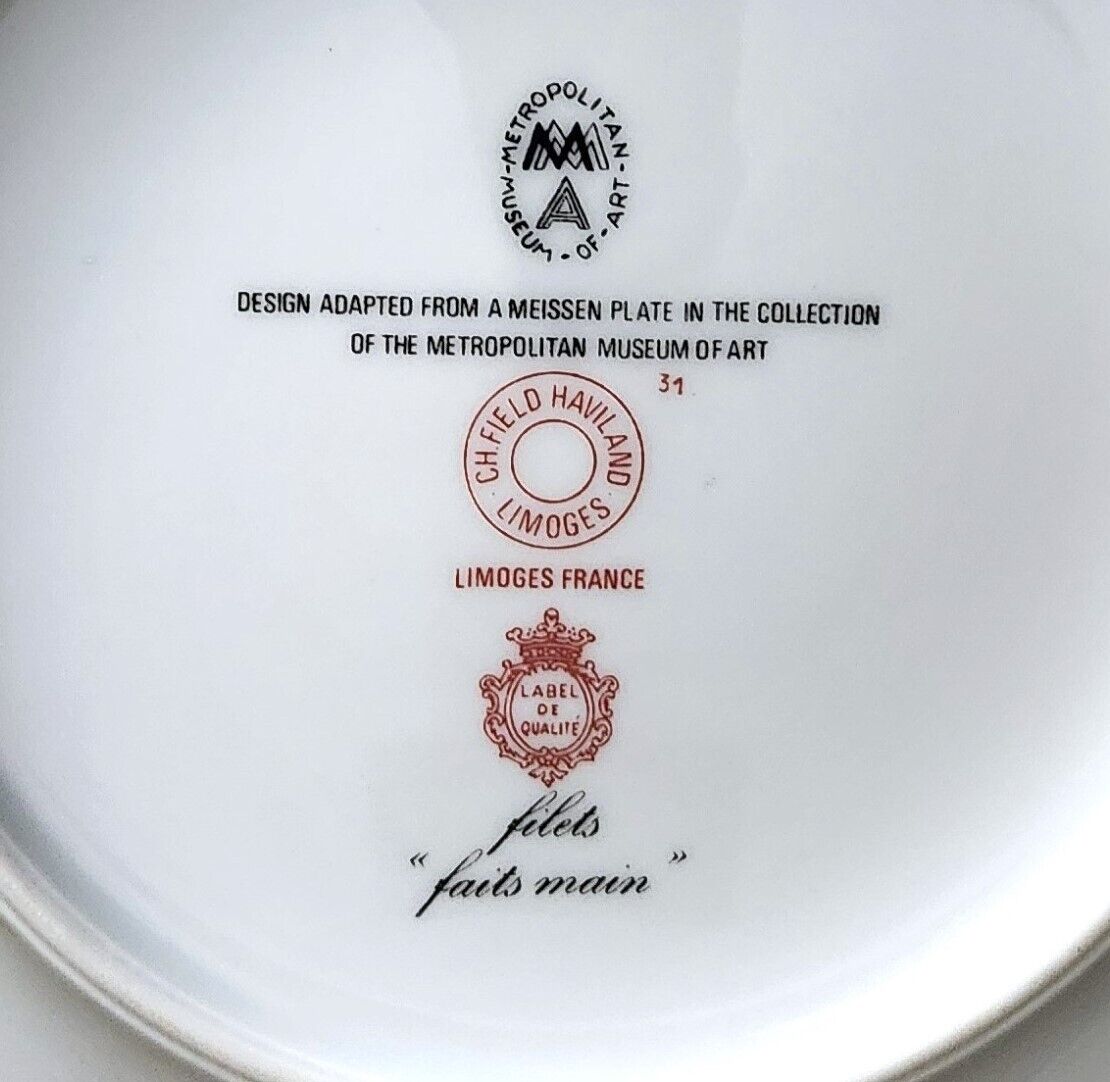 METROPOLITAN · MUSEUM · OF · ART ·
MMA
DESIGN ADAPTED FROM A MEISSEN PLATE IN THE COLLECTION
OF THE METROPOLITAN MUSEUM OF ART
31
CH. FIELD HAVILAND
· LIMOGES ·
LIMOGES FRANCE
LABEL
DE
QUALITÉ
filets
“faits main”